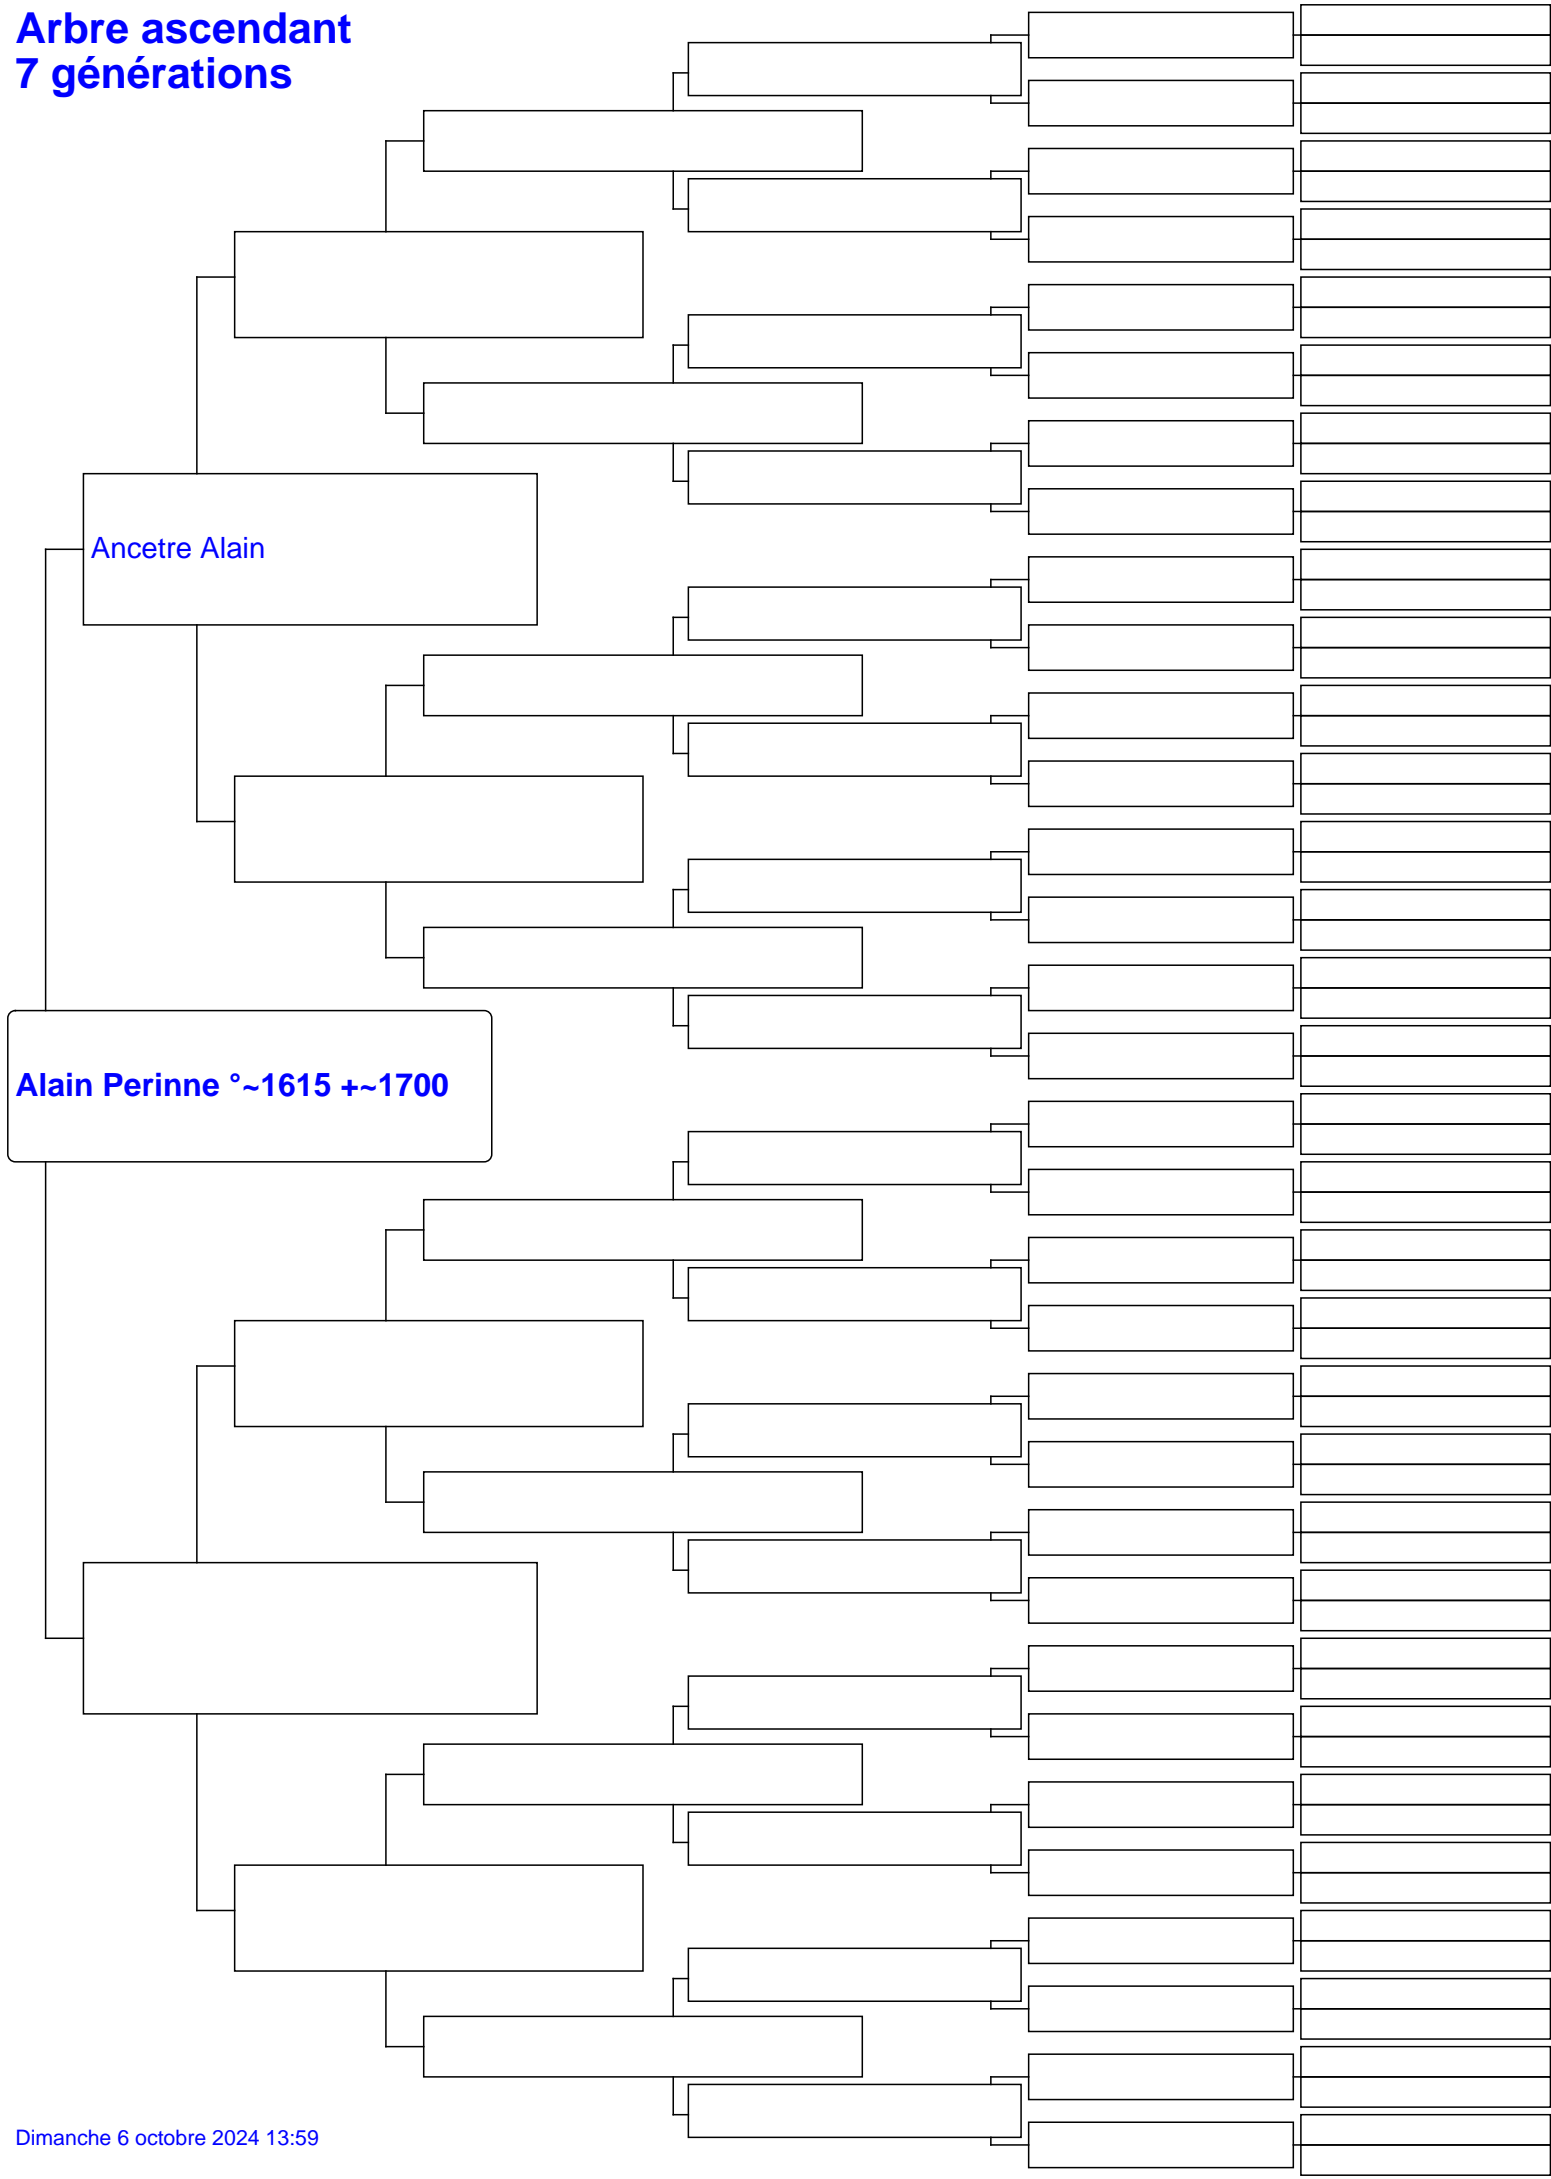 Arbre ascendant
7 générations
Ancetre Alain
Alain Perinne °~1615 +~1700
Dimanche 6 octobre 2024 13:59